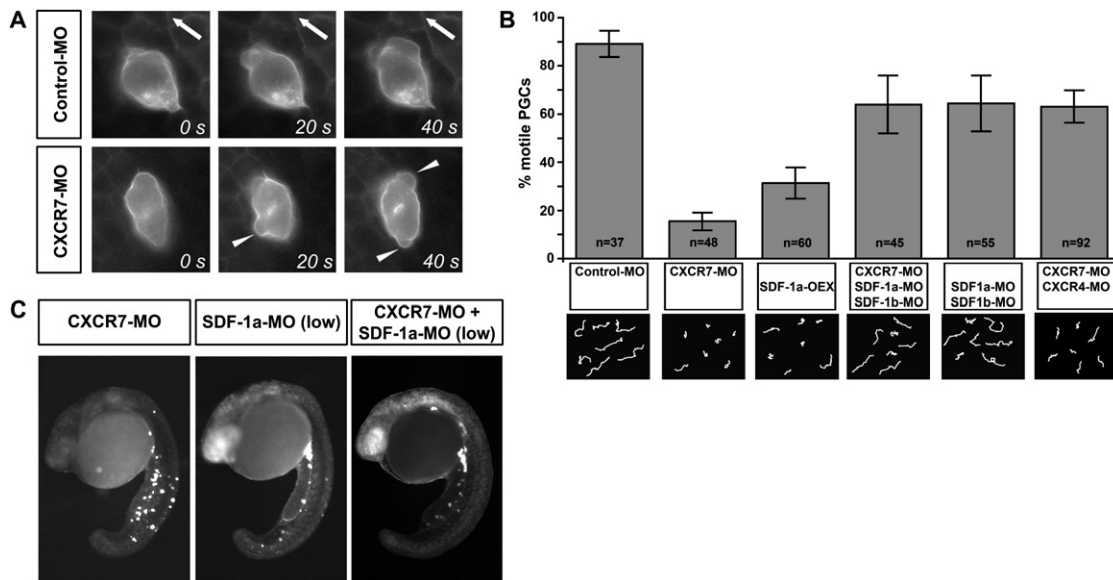 A
Control-MO
0 s
20 s
40 s
CXCR7-MO
0 s
20 s
40 s
B
% motile PGCs
100
80
60
40
20
0
n=37
n=48
n=60
n=45
n=55
n=92
Control-MO
CXCR7-MO
SDF-1a-OEX
CXCR7-MO
SDF-1a-MO
SDF-1b-MO
SDF1a-MO
SDF1b-MO
CXCR7-MO
CXCR4-MO
C
CXCR7-MO
SDF-1a-MO (low)
CXCR7-MO +
SDF-1a-MO (low)